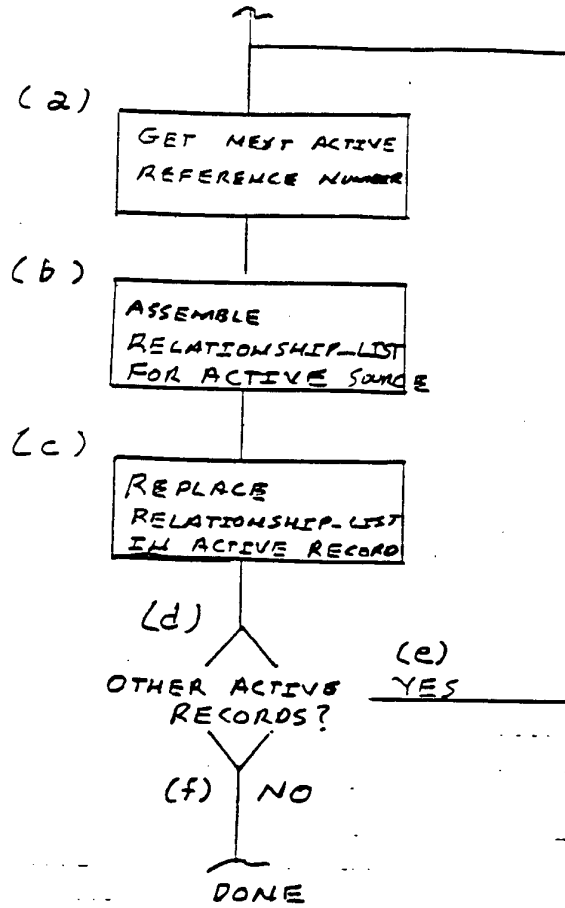 (a)
GET NEXT ACTIVE
REFERENCE NUMBER
(b)
ASSEMBLE
RELATIONSHIP_LIST
FOR ACTIVE SOURCE
(c)
REPLACE
RELATIONSHIP_LIST
IN ACTIVE RECORD
(d)
OTHER ACTIVE
RECORDS?
(e)
YES
(f) NO
DONE